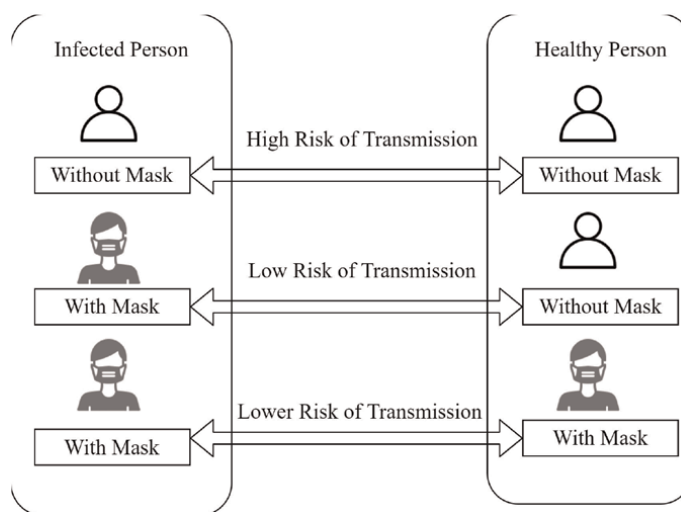 Infected Person
Healthy Person
High Risk of Transmission
Without Mask
Without Mask
Low Risk of Transmission
With Mask
Without Mask
Lower Risk of Transmission
With Mask
With Mask